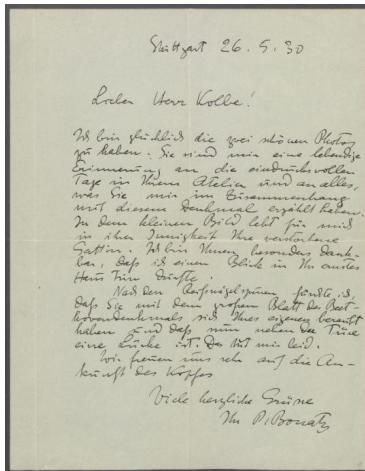 Stuttgart 26.5.30
Lieber Herr Kolbe!
Ich bin glücklich die zwei schönen Photos
zu haben. Sie sind mir eine lebendige
Erinnerung an die eindrucksvollen
Tage in Ihrem Atelier und an alles,
was Sie mir im Zusammenhang
mit diesem Denkmal erzählt haben.
In dem kleinen Bild lebt für mich
in ihrer Innigkeit Ihre verstorbene
Gattin. Ich bin Ihnen besonders dank-
bar, daß ich einen Blick in Ihr
Haus tun durfte.
Nach den fürchte ich,
daß Sie mit dem großen Blatt des Beet-
hovendenkmals sich Ihres eigenen beraubt
haben und daß nun neben der Türe
eine Lücke ist. Das tut mir leid.
Wir freuen uns sehr auf die An-
kunft des Kopfes
Viele herzliche Grüße
Ihr P. Bonatz